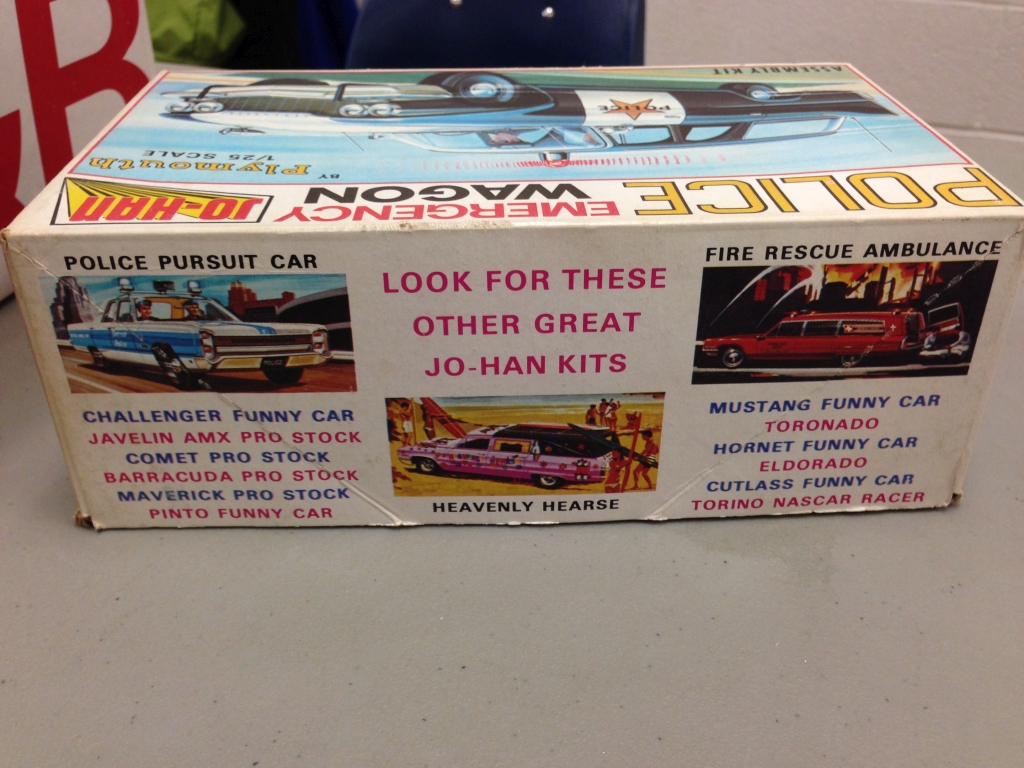 ASSEMBLY KIT
POLICE
BY Plymouth
1/25 SCALE
POLICE EMERGENCY WAGON
JO-HAN
POLICE PURSUIT CAR
LOOK FOR THESE
OTHER GREAT
JO-HAN KITS
FIRE RESCUE AMBULANCE
CHALLENGER FUNNY CAR
JAVELIN AMX PRO STOCK
COMET PRO STOCK
BARRACUDA PRO STOCK
MAVERICK PRO STOCK
PINTO FUNNY CAR
HEAVENLY HEARSE
MUSTANG FUNNY CAR
TORONADO
HORNET FUNNY CAR
ELDORADO
CUTLASS FUNNY CAR
TORINO NASCAR RACER